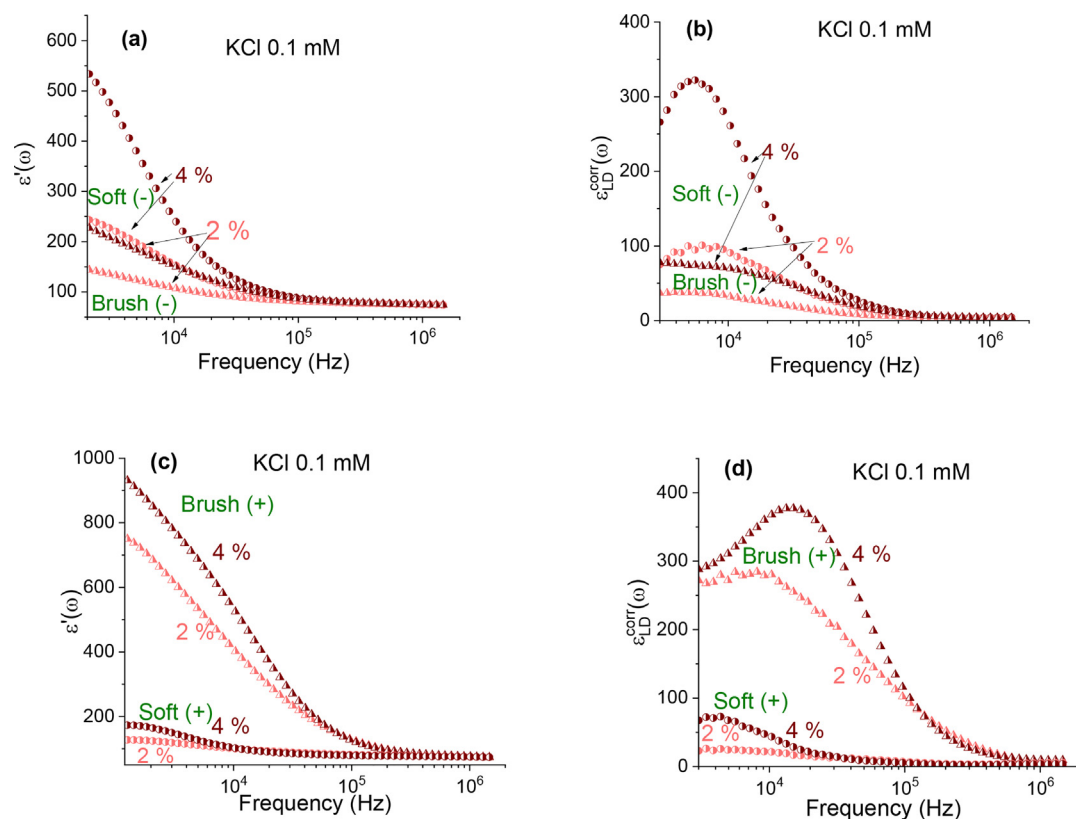 (a)
KCl 0.1 mM
600
500
400
300
200
100
ε'(ω)
4 %
Soft (-)
2 %
Brush (-)
10^4
10^5
10^6
Frequency (Hz)
(b)
KCl 0.1 mM
400
300
200
100
0
ε_LD^corr(ω)
4 %
Soft (-)
2 %
Brush (-)
10^4
10^5
10^6
Frequency (Hz)
(c)
KCl 0.1 mM
1000
800
600
400
200
ε'(ω)
Brush (+)
4 %
2 %
Soft (+)
4 %
2 %
10^4
10^5
10^6
Frequency (Hz)
(d)
KCl 0.1 mM
400
300
200
100
0
ε_LD^corr(ω)
4 %
Brush (+)
2 %
Soft (+)
2 %
4 %
10^4
10^5
10^6
Frequency (Hz)